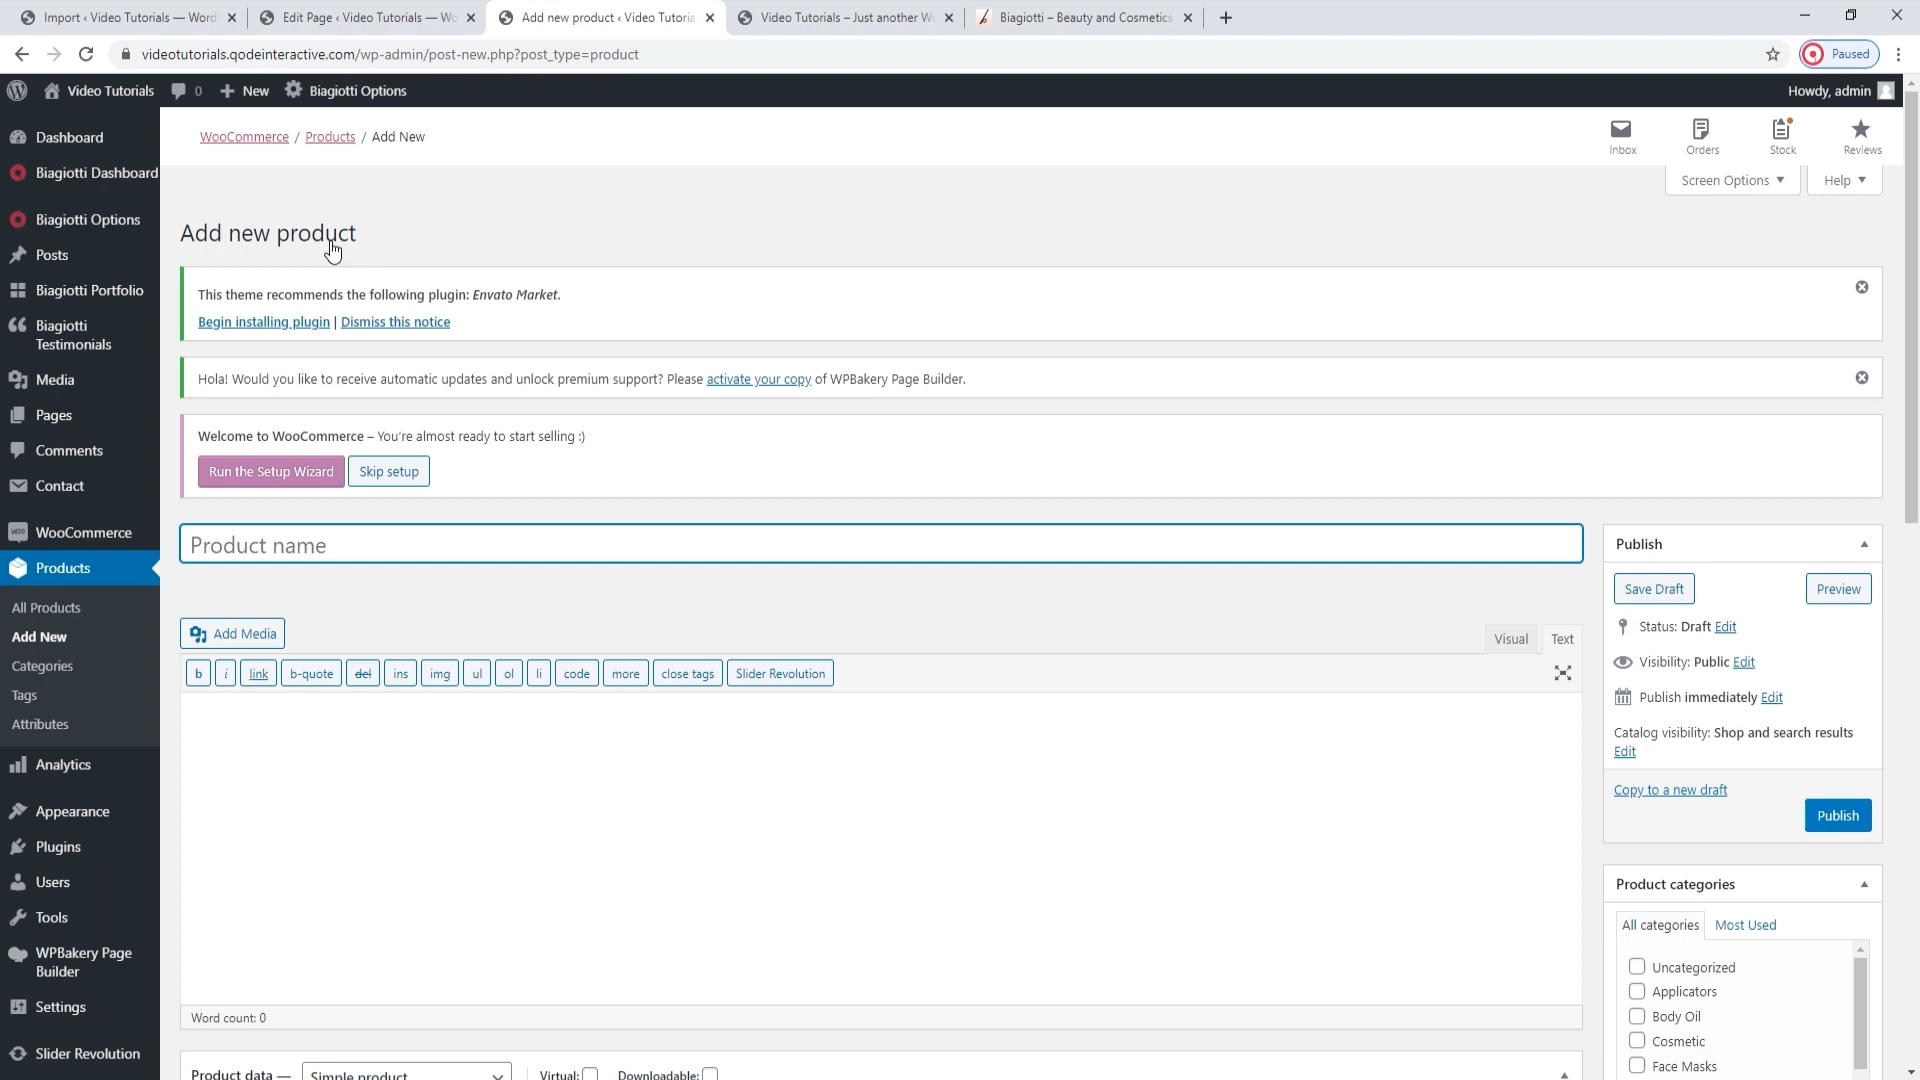 Import ‹ Video Tutorials — Word
Edit Page ‹ Video Tutorials — Wo
Add new product ‹ Video Tutoria
Video Tutorials – Just another Wo
Biagiotti – Beauty and Cosmetics
videotutorials.qodeinteractive.com/wp-admin/post-new.php?post_type=product
Paused
Video Tutorials
0
New
Biagiotti Options
Howdy, admin
Dashboard
Biagiotti Dashboard
Biagiotti Options
Posts
Biagiotti Portfolio
Biagiotti
Testimonials
Media
Pages
Comments
Contact
WooCommerce
Products
All Products
Add New
Categories
Tags
Attributes
Analytics
Appearance
Plugins
Users
Tools
WPBakery Page
Builder
Settings
Slider Revolution
WooCommerce / Products / Add New
Inbox
Orders
Stock
Reviews
Screen Options
Help
Add new product
This theme recommends the following plugin: Envato Market.
Begin installing plugin | Dismiss this notice
Hola! Would you like to receive automatic updates and unlock premium support? Please activate your copy of WPBakery Page Builder.
Welcome to WooCommerce – You're almost ready to start selling :)
Run the Setup Wizard
Skip setup
Product name
Add Media
Visual
Text
b
i
link
b-quote
del
ins
img
ul
ol
li
code
more
close tags
Slider Revolution
Word count: 0
Product data —
Simple product
Virtual:
Downloadable:
Publish
Save Draft
Preview
Status: Draft Edit
Visibility: Public Edit
Publish immediately Edit
Catalog visibility: Shop and search results
Edit
Copy to a new draft
Publish
Product categories
All categories
Most Used
Uncategorized
Applicators
Body Oil
Cosmetic
Face Masks